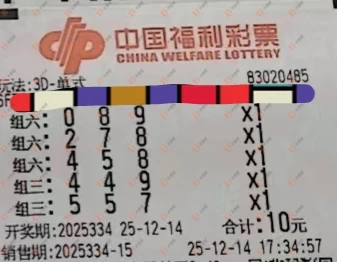 中国福利彩票
CHINA WELFARE LOTTERY
玩法:3D-单式
83020485
组六: 0 8 9 X1
组六: 2 7 8 X1
组六: 4 5 8 X1
组三: 4 4 9 X1
组三: 5 5 7 X1
开奖期:2025334 25-12-14 合计:10元
销售期:2025334-15 25-12-14 17:34:57